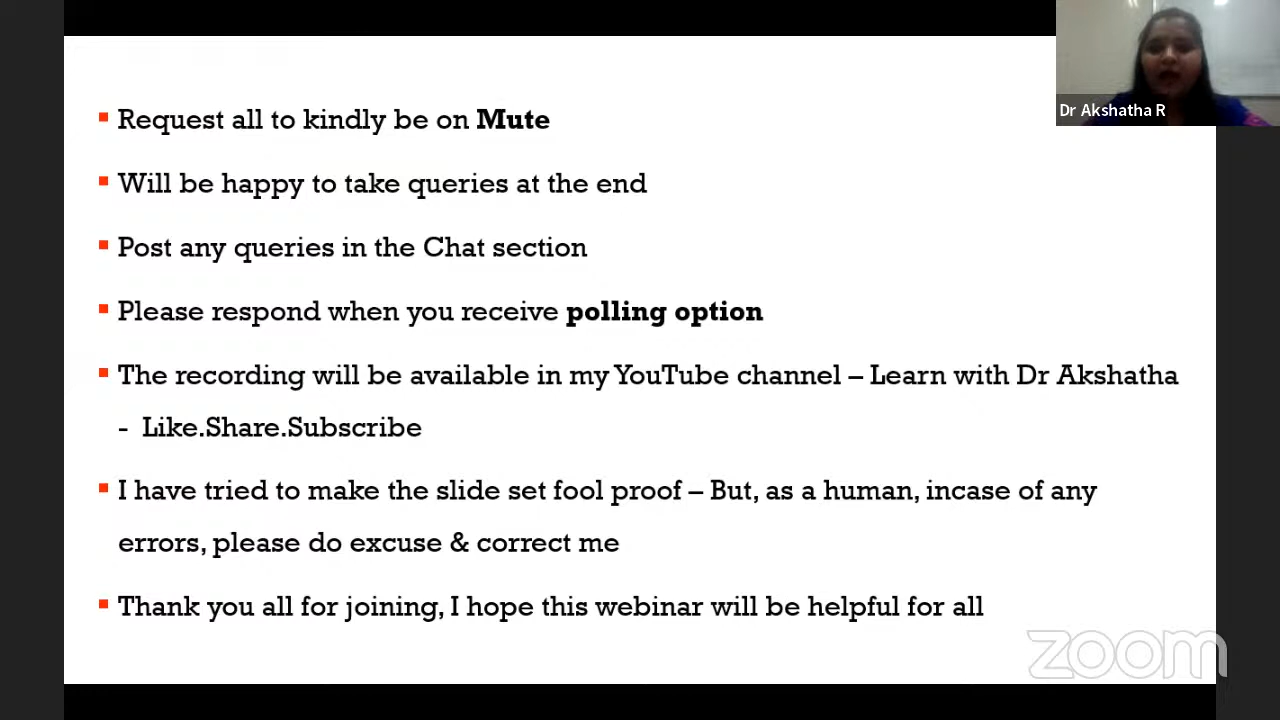 Request all to kindly be on Mute
Will be happy to take queries at the end
Post any queries in the Chat section
Please respond when you receive polling option
The recording will be available in my YouTube channel – Learn with Dr Akshatha
- Like.Share.Subscribe
I have tried to make the slide set fool proof – But, as a human, incase of any
errors, please do excuse & correct me
Thank you all for joining, I hope this webinar will be helpful for all
Dr Akshatha R
zoom